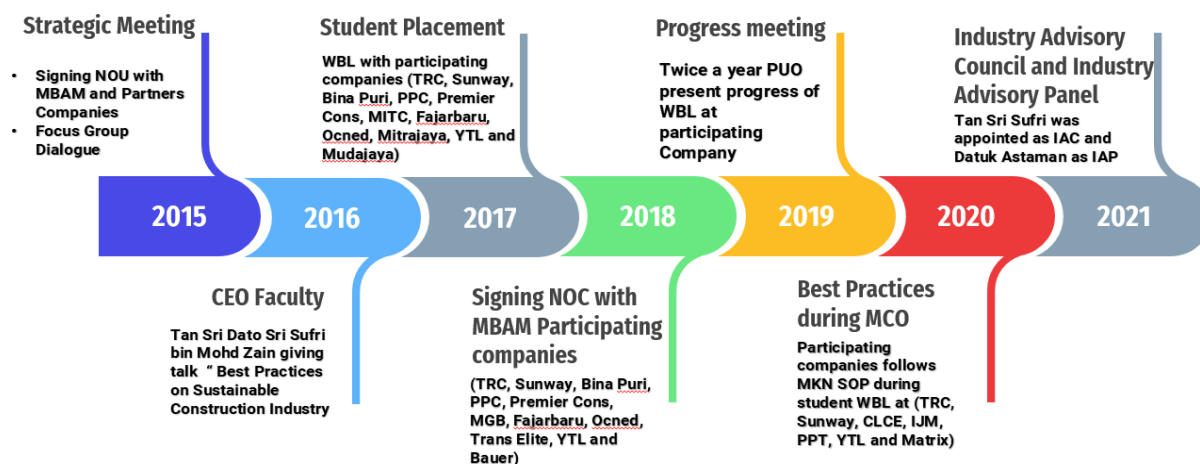 Strategic Meeting
• Signing NOU with
MBAM and Partners
Companies
• Focus Group
Dialogue
Student Placement
WBL with participating
companies (TRC, Sunway,
Bina Puri, PPC, Premier
Cons, MITC, Fajarbaru,
Ocned, Mitrajaya, YTL and
Mudajaya)
Progress meeting
Twice a year PUO
present progress of
WBL at
participating
Company
Industry Advisory
Council and Industry
Advisory Panel
Tan Sri Sufri was
appointed as IAC and
Datuk Astaman as IAP
2015
2016
2017
2018
2019
2020
2021
CEO Faculty
Tan Sri Dato Sri Sufri
bin Mohd Zain giving
talk “ Best Practices
on Sustainable
Construction Industry
Signing NOC with
MBAM Participating
companies
(TRC, Sunway, Bina Puri,
PPC, Premier Cons,
MGB, Fajarbaru, Ocned,
Trans Elite, YTL and
Bauer)
Best Practices
during MCO
Participating
companies follows
MKN SOP during
student WBL at (TRC,
Sunway, CLCE, IJM,
PPT, YTL and Matrix)